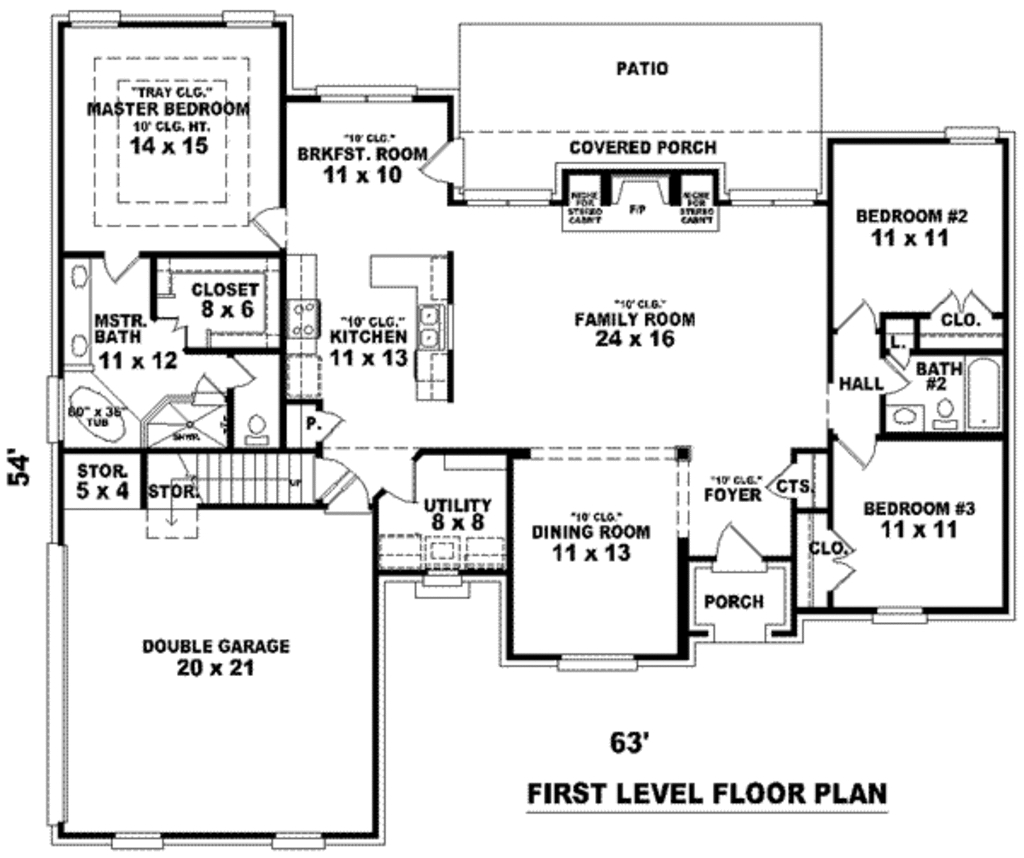 PATIO
"TRAY CLG."
MASTER BEDROOM
10' CLG. HT.
14 x 15
"10' CLG."
BRKFST. ROOM
11 x 10
COVERED PORCH
NICHE
FOR
STEREO
CABN'T
F/P
NICHE
FOR
STEREO
CABN'T
BEDROOM #2
11 x 11
CLOSET
8 x 6
MSTR.
BATH
11 x 12
"10' CLG."
KITCHEN
11 x 13
"10' CLG."
FAMILY ROOM
24 x 16
CLO.
L.
BATH
#2
HALL
60" x 36"
TUB
SHWR.
P.
STOR.
5 x 4
STOR.
UP
UTILITY
8 x 8
"10' CLG."
DINING ROOM
11 x 13
"10' CLG."
FOYER
CTS.
BEDROOM #3
11 x 11
CLO.
PORCH
DOUBLE GARAGE
20 x 21
54'
63'
FIRST LEVEL FLOOR PLAN